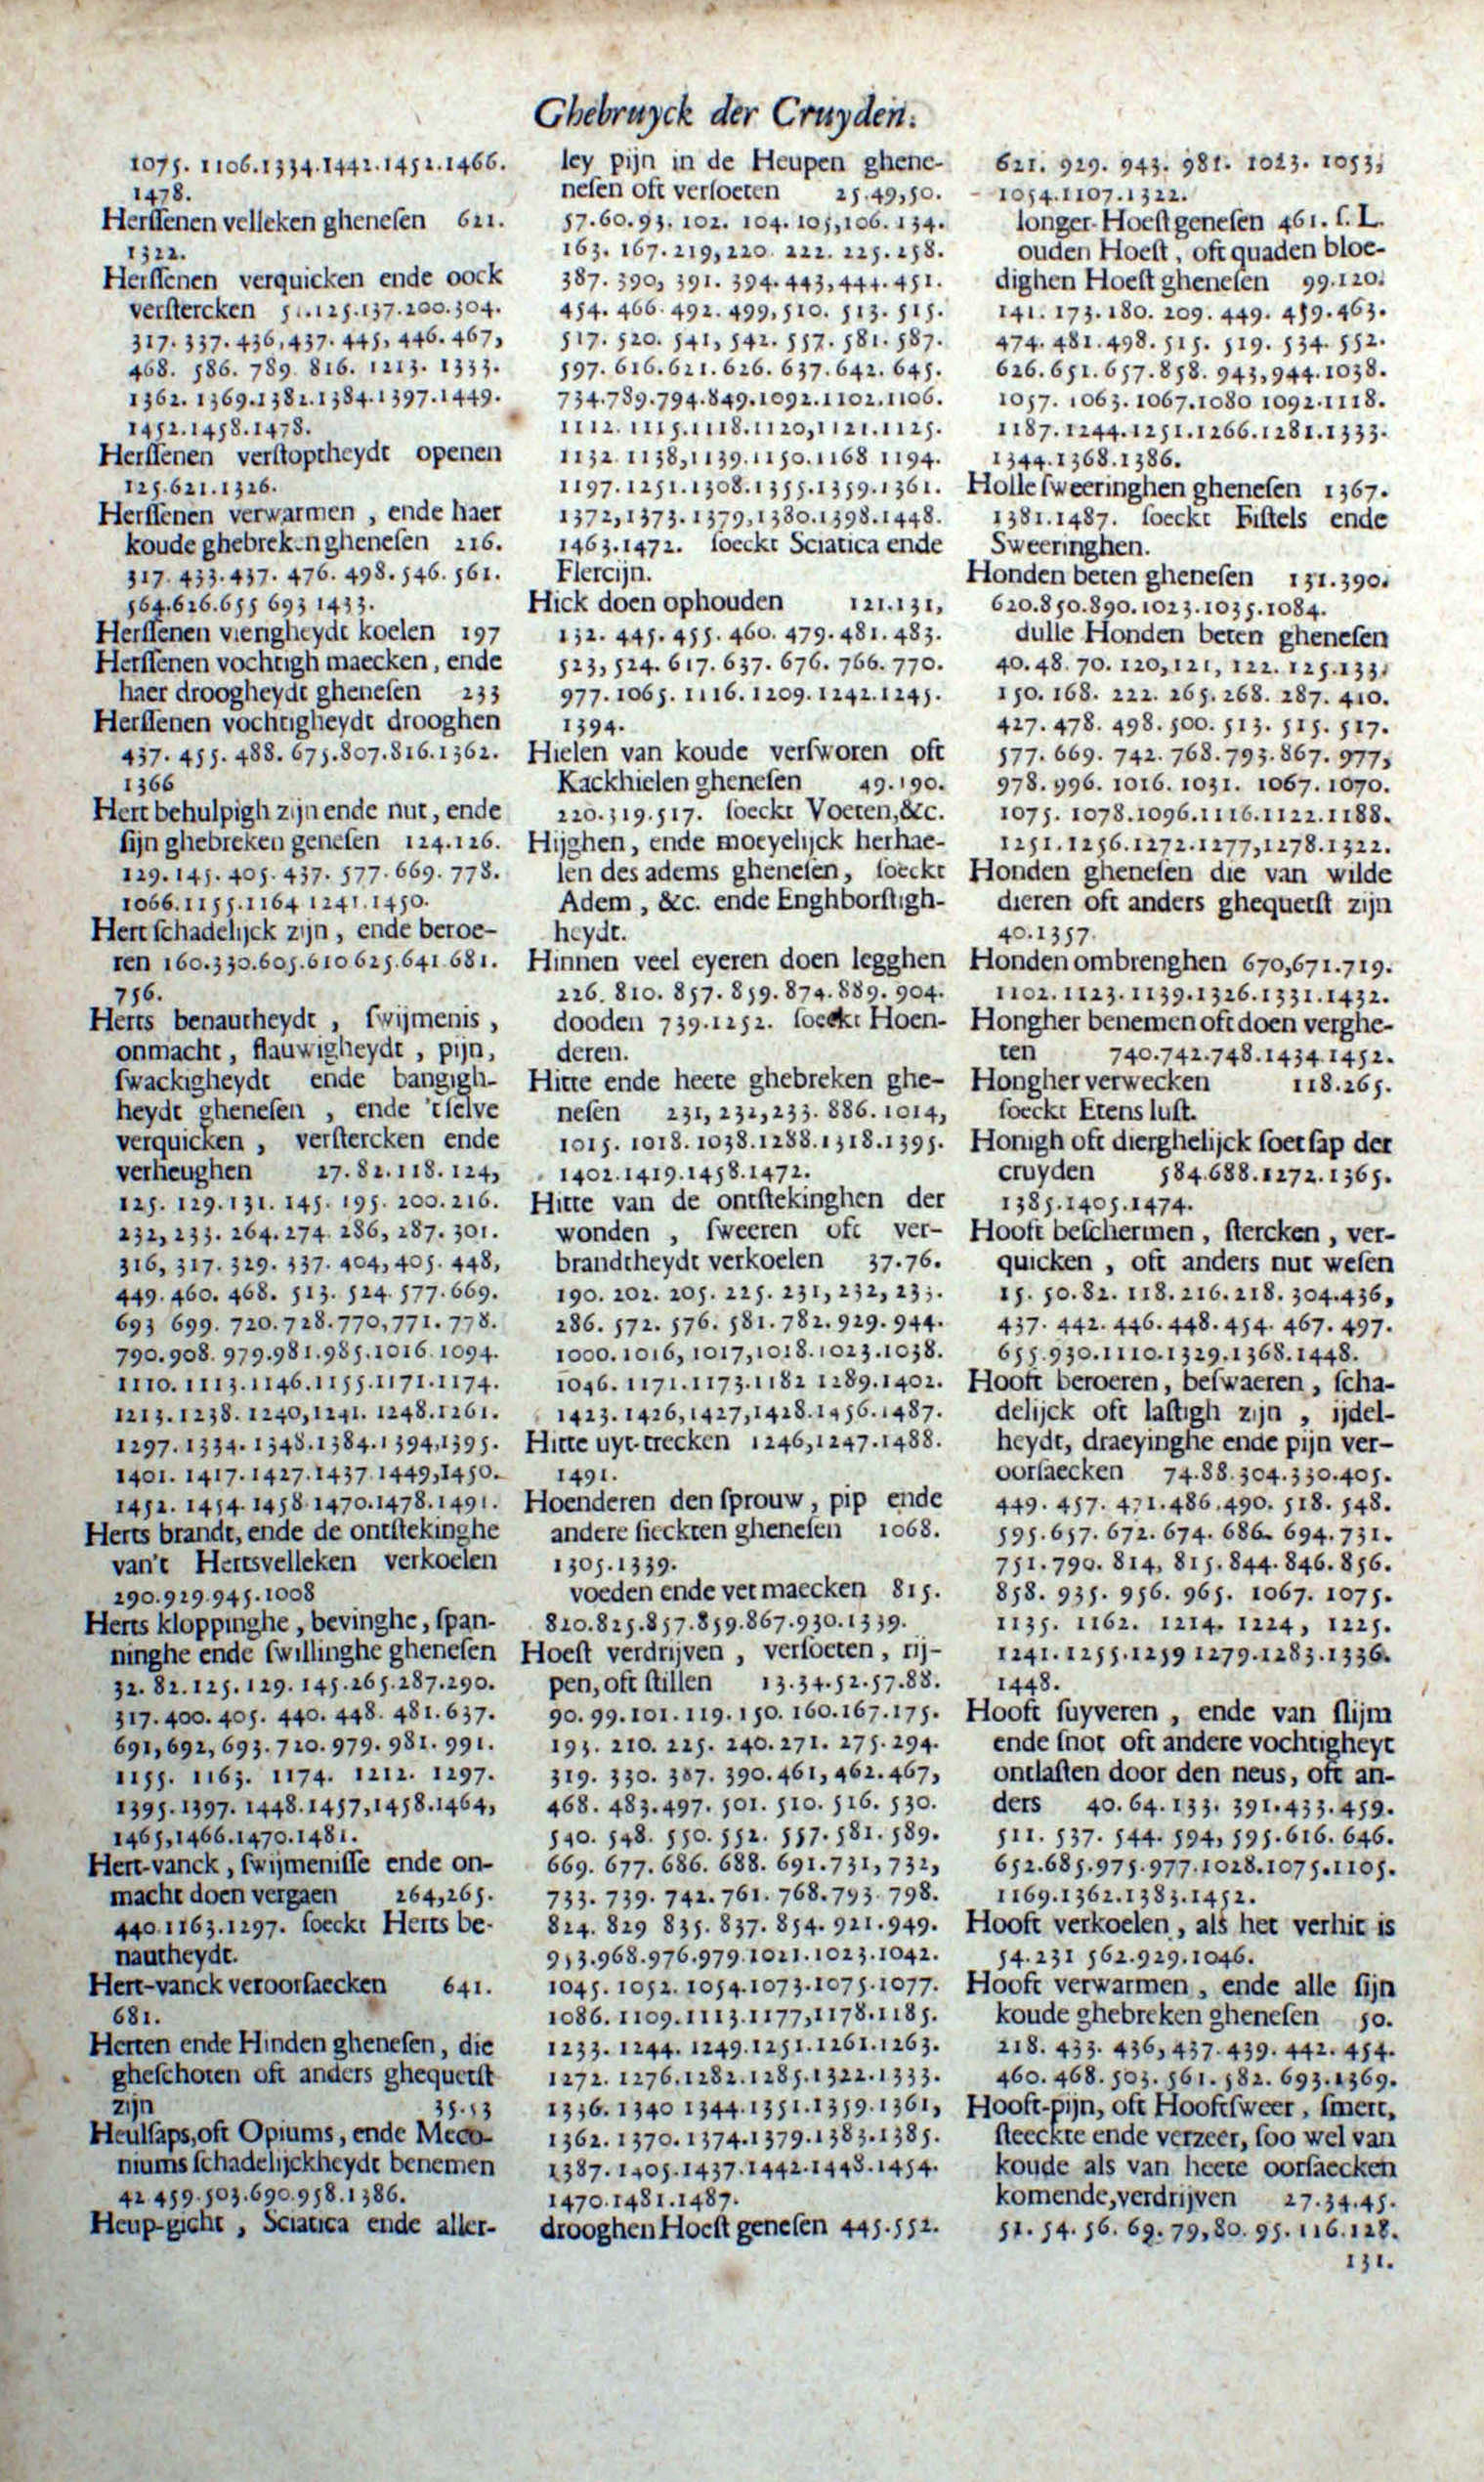 Ghebruyck der Cruyden.
1075. 1106.1334.1442.1452.1466.
1478.
Herſſenen velleken gheneſen 621.
1322.
Herſſenen verquicken ende oock
verſtercken 51.125.137.200.304.
317. 337. 436,437. 445, 446. 467,
468. 586. 789. 816. 1213. 1333.
1362. 1369.1382.1384.1397.1449.
1452.1458.1478.
Herſſenen verſtoptheydt openen
125.621.1326.
Herſſenen verwarmen , ende haer
koude ghebreken gheneſen 216.
317. 433.437. 476. 498. 546. 561.
564.626.655 693 1433.
Herſſenen vierigheydt koelen 197
Herſſenen vochtigh maecken, ende
haer droogheydt gheneſen 233
Herſſenen vochtigheydt drooghen
437. 455. 488. 675.807.816.1362.
1366
Hert behulpigh zijn ende nut, ende
ſijn ghebreken geneſen 124.126.
129. 145. 405. 437. 577. 669. 778.
1066.1155.1164 1241.1450.
Hert ſchadelijck zijn , ende beroe-
ren 160.330.605.610 625.641.681.
756.
Herts benautheydt , ſwijmenis ,
onmacht, flauwigheydt , pijn,
ſwackigheydt ende bangigh-
heydt gheneſen , ende 'tſelve
verquicken , verſtercken ende
verheughen 27. 82. 118. 124,
125. 129. 131. 145. 195. 200. 216.
232, 233. 264. 274. 286, 287. 301.
316, 317. 329. 337. 404, 405. 448,
449. 460. 468. 513. 524. 577. 669.
693 699. 720.728.770,771. 778.
790.908. 979.981.985.1016.1094.
1110. 1113.1146.1155.1171.1174.
1213.1238. 1240,1241. 1248.1261.
1297. 1334. 1348.1384.1394,1395.
1401. 1417. 1427.1437.1449,1450.
1452. 1454. 1458.1470.1478.1491.
Herts brandt, ende de ontſtekinghe
van't Hertsvelleken verkoelen
290.929.945.1008
Herts kloppinghe , bevinghe, ſpan-
ninghe ende ſwillinghe gheneſen
32. 82. 125. 129. 145.265.287.290.
317. 400. 405. 440. 448. 481. 637.
691, 692, 693. 720. 979. 981. 991.
1155. 1163. 1174. 1212. 1297.
1395. 1397. 1448.1457,1458.1464,
1465,1466.1470.1481.
Hert-vanck , ſwijmeniſſe ende on-
macht doen vergaen 264,265.
440.1163.1297. ſoeckt Herts be-
nautheydt.
Hert-vanck veroorſaecken 641.
681.
Herten ende Hinden gheneſen, die
gheſchoten oft anders ghequetſt
zijn 35.53
Heulſaps,oft Opiums, ende Meco-
niums ſchadelijckheydt benemen
42.459.503.690.958.1386.
Heup-gicht , Sciatica ende aller-
ley pijn in de Heupen ghene-
neſen oft verſoeten 25.49,50.
57.60.93. 102. 104. 105,106. 134.
163. 167. 219, 220. 222. 225. 258.
387. 390, 391. 394. 443, 444. 451.
454. 466. 492. 499, 510. 513. 515.
517. 520. 541, 542. 557. 581. 587.
597. 616. 621. 626. 637. 642. 645.
734.789.794.849.1092.1102.1106.
1112. 1115.1118.1120,1121.1125.
1132. 1138,1139.1150.1168 1194.
1197. 1251.1308.1355.1359.1361.
1372,1373. 1379,1380.1398.1448.
1463.1472. ſoeckt Sciatica ende
Flercijn.
Hick doen ophouden 121.131,
132. 445. 455. 460. 479. 481. 483.
523, 524. 617. 637. 676. 766. 770.
977. 1065. 1116. 1209. 1242.1245.
1394.
Hielen van koude verſworen oft
Kackhielen gheneſen 49.190.
220.319.517. ſoeckt Voeten,&c.
Hijghen, ende moeyelijck herhae-
len des adems gheneſen, ſoeckt
Adem , &c. ende Enghborſtigh-
heydt.
Hinnen veel eyeren doen legghen
226. 810. 857. 859. 874. 889. 904.
dooden 739.1252. ſoeckt Hoen-
deren.
Hitte ende heete ghebreken ghe-
neſen 231, 232,233. 886. 1014,
1015. 1018. 1038.1288.1318.1395.
1402.1419.1458.1472.
Hitte van de ontſtekinghen der
wonden , ſweeren oft ver-
brandtheydt verkoelen 37.76.
190. 202. 205. 225. 231, 232, 233.
286. 572. 576. 581. 782. 929. 944.
1000. 1016, 1017,1018.1023.1038.
1046. 1171.1173.1182 1289.1402.
1423. 1426,1427,1428.1456.1487.
Hitte uyt-trecken 1246,1247.1488.
1491.
Hoenderen den ſprouw, pip ende
andere ſieckten gheneſen 1068.
1305.1339.
voeden ende vet maecken 815.
820.825.857.859.867.930.1339.
Hoeſt verdrijven , verſoeten , rij-
pen, oft ſtillen 13.34.52.57.88.
90. 99. 101. 119. 150. 160.167.175.
193. 210. 225. 240. 271. 275. 294.
319. 330. 387. 390.461, 462. 467,
468. 483. 497. 501. 510. 516. 530.
540. 548. 550. 552. 557. 581. 589.
669. 677. 686. 688. 691. 731, 732,
733. 739. 742. 761. 768. 793. 798.
824. 829 835. 837. 854. 921.949.
953.968.976.979.1021.1023.1042.
1045. 1052. 1054.1073.1075.1077.
1086. 1109.1113.1177,1178.1185.
1233. 1244. 1249.1251.1261.1263.
1272. 1276.1282.1285.1322.1333.
1336. 1340 1344.1351.1359.1361,
1362. 1370. 1374.1379.1383.1385.
1387. 1405.1437.1442.1448.1454.
1470.1481.1487.
drooghen Hoeſt geneſen 445.552.
621. 929. 943. 981. 1023. 1053,
1054.1107.1322.
longer-Hoeſt geneſen 461. ſ. L.
ouden Hoeſt , oft quaden bloe-
dighen Hoeſt gheneſen 99.120.
141. 173. 180. 209. 449. 459.463.
474. 481. 498. 515. 519. 534. 552.
626. 651. 657. 858. 943,944.1038.
1057. 1063. 1067.1080 1092.1118.
1187. 1244. 1251.1266.1281.1333.
1344.1368.1386.
Holle ſweeringhen gheneſen 1367.
1381.1487. ſoeckt Fiſtels ende
Sweeringhen.
Honden beten gheneſen 131.390.
620.850.890.1023.1035.1084.
dulle Honden beten gheneſen
40. 48. 70. 120,121, 122. 125.133.
150. 168. 222. 265. 268. 287. 410.
427. 478. 498. 500. 513. 515. 517.
577. 669. 742. 768. 793. 867. 977,
978. 996. 1016. 1031. 1067. 1070.
1075. 1078.1096.1116.1122.1188.
1251.1256.1272.1277,1278.1322.
Honden gheneſen die van wilde
dieren oft anders ghequetſt zijn
40.1357.
Honden ombrenghen 670,671.719.
1102. 1123. 1139.1326.1331.1432.
Hongher benemen oft doen verghe-
ten 740.742.748.1434.1452.
Hongher verwecken 118.265.
ſoeckt Etens luſt.
Honigh oft dierghelijck ſoet ſap der
cruyden 584.688.1272.1365.
1385.1405.1474.
Hooft beſchermen , ſtercken , ver-
quicken , oft anders nut weſen
15. 50.82. 118. 216.218. 304.436,
437. 442. 446. 448. 454. 467. 497.
655.930.1110.1329.1368.1448.
Hooft beroeren, beſwaeren , ſcha-
delijck oft laſtigh zijn , ijdel-
heydt, draeyinghe ende pijn ver-
oorſaecken 74.88.304.330.405.
449. 457. 471. 486. 490. 518. 548.
595. 657. 672. 674. 686. 694. 731.
751. 790. 814, 815. 844. 846. 856.
858. 935. 956. 965. 1067. 1075.
1135. 1162. 1214. 1224, 1225.
1241. 1255.1259 1279.1283.1336.
1448.
Hooft ſuyveren , ende van ſlijm
ende ſnot oft andere vochtigheyt
ontlaſten door den neus, oft an-
ders 40. 64. 133. 391. 433. 459.
511. 537. 544. 594, 595. 616. 646.
652.685.975.977.1028.1075.1105.
1169.1362.1383.1452.
Hooft verkoelen , als het verhit is
54.231 562.929.1046.
Hooft verwarmen , ende alle ſijn
koude ghebreken gheneſen 50.
218. 433. 436, 437. 439. 442. 454.
460. 468. 503. 561. 582. 693.1369.
Hooft-pijn, oft Hooftſweer , ſmert,
ſteeckte ende verzeer, ſoo wel van
koude als van heete oorſaecken
komende,verdrijven 27.34.45.
51. 54. 56. 69. 79,80. 95. 116.128.
131.